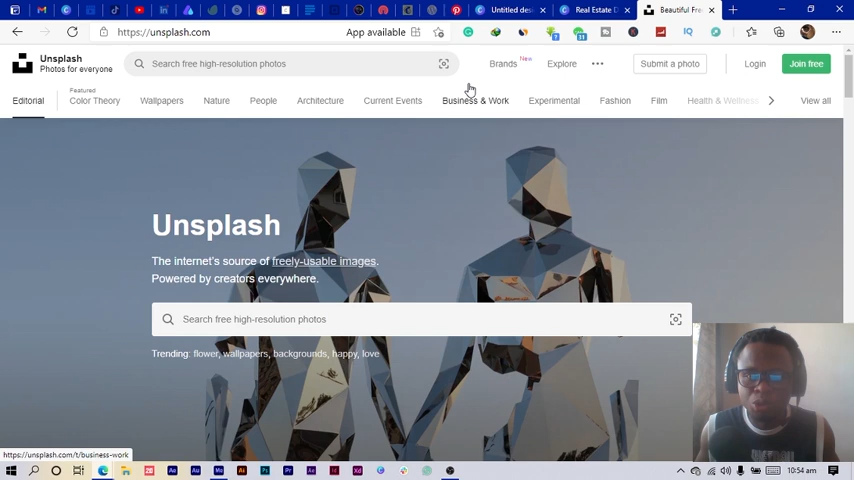 Untitled des
Real Estate D
Beautiful Fre
https://unsplash.com
App available
Unsplash
Photos for everyone
Search free high-resolution photos
Brands New
Explore
Submit a photo
Login
Join free
Editorial
Featured
Color Theory
Wallpapers
Nature
People
Architecture
Current Events
Business & Work
Experimental
Fashion
Film
Health & Wellness
View all
Unsplash
The internet's source of freely-usable images.
Powered by creators everywhere.
Search free high-resolution photos
Trending: flower, wallpapers, backgrounds, happy, love
https://unsplash.com/t/business-work
10:54 am